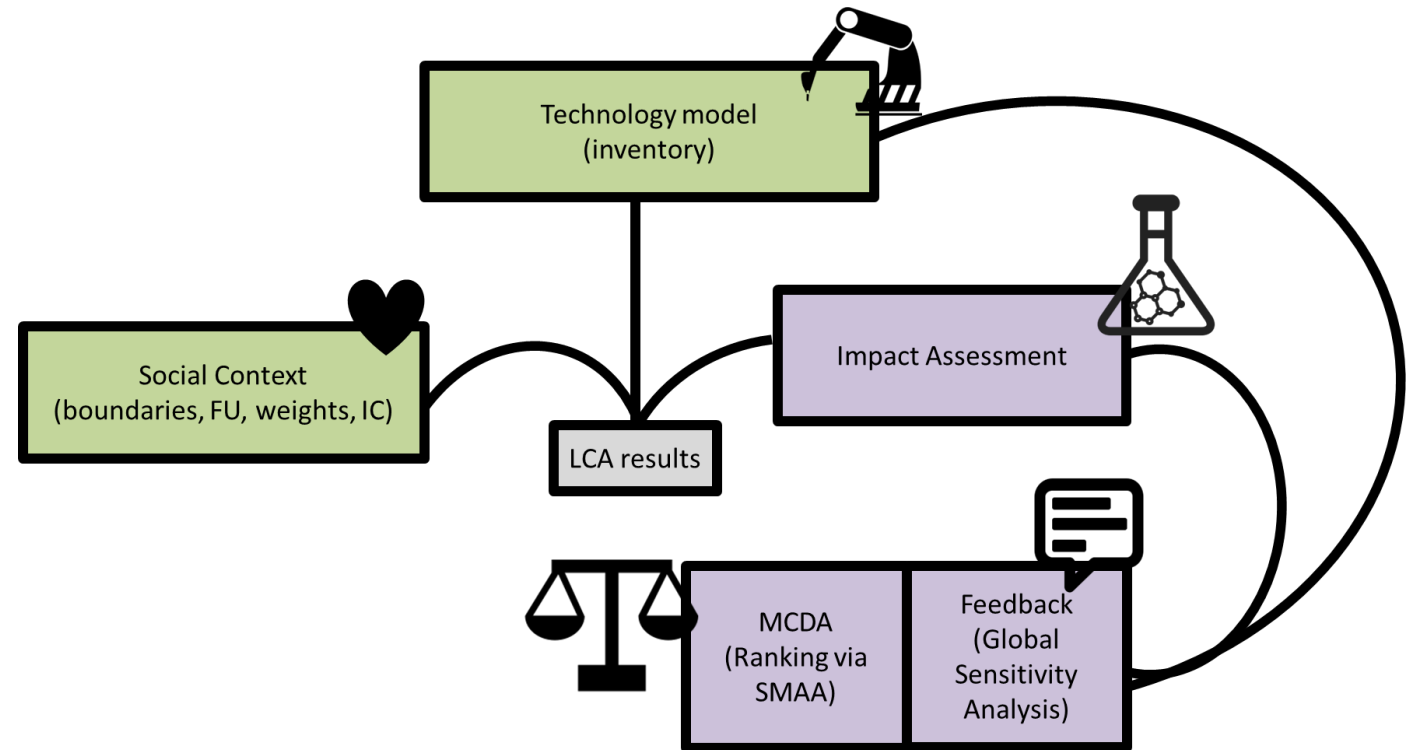 Technology model
(inventory)
Social Context
(boundaries, FU, weights, IC)
Impact Assessment
LCA results
MCDA
(Ranking via
SMAA)
Feedback
(Global
Sensitivity
Analysis)